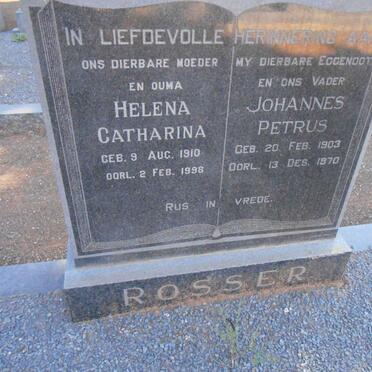 IN LIEFDEVOLLE HERINNERING AAN
ONS DIERBARE MOEDER
EN OUMA
HELENA
CATHARINA
GEB. 9 AUG. 1910
OORL. 2 FEB. 1996
MY DIERBARE EGGENOOT
EN ONS VADER
JOHANNES
PETRUS
GEB. 20 FEB. 1903
OORL. 13 DES. 1970
RUS IN VREDE.
ROSSER